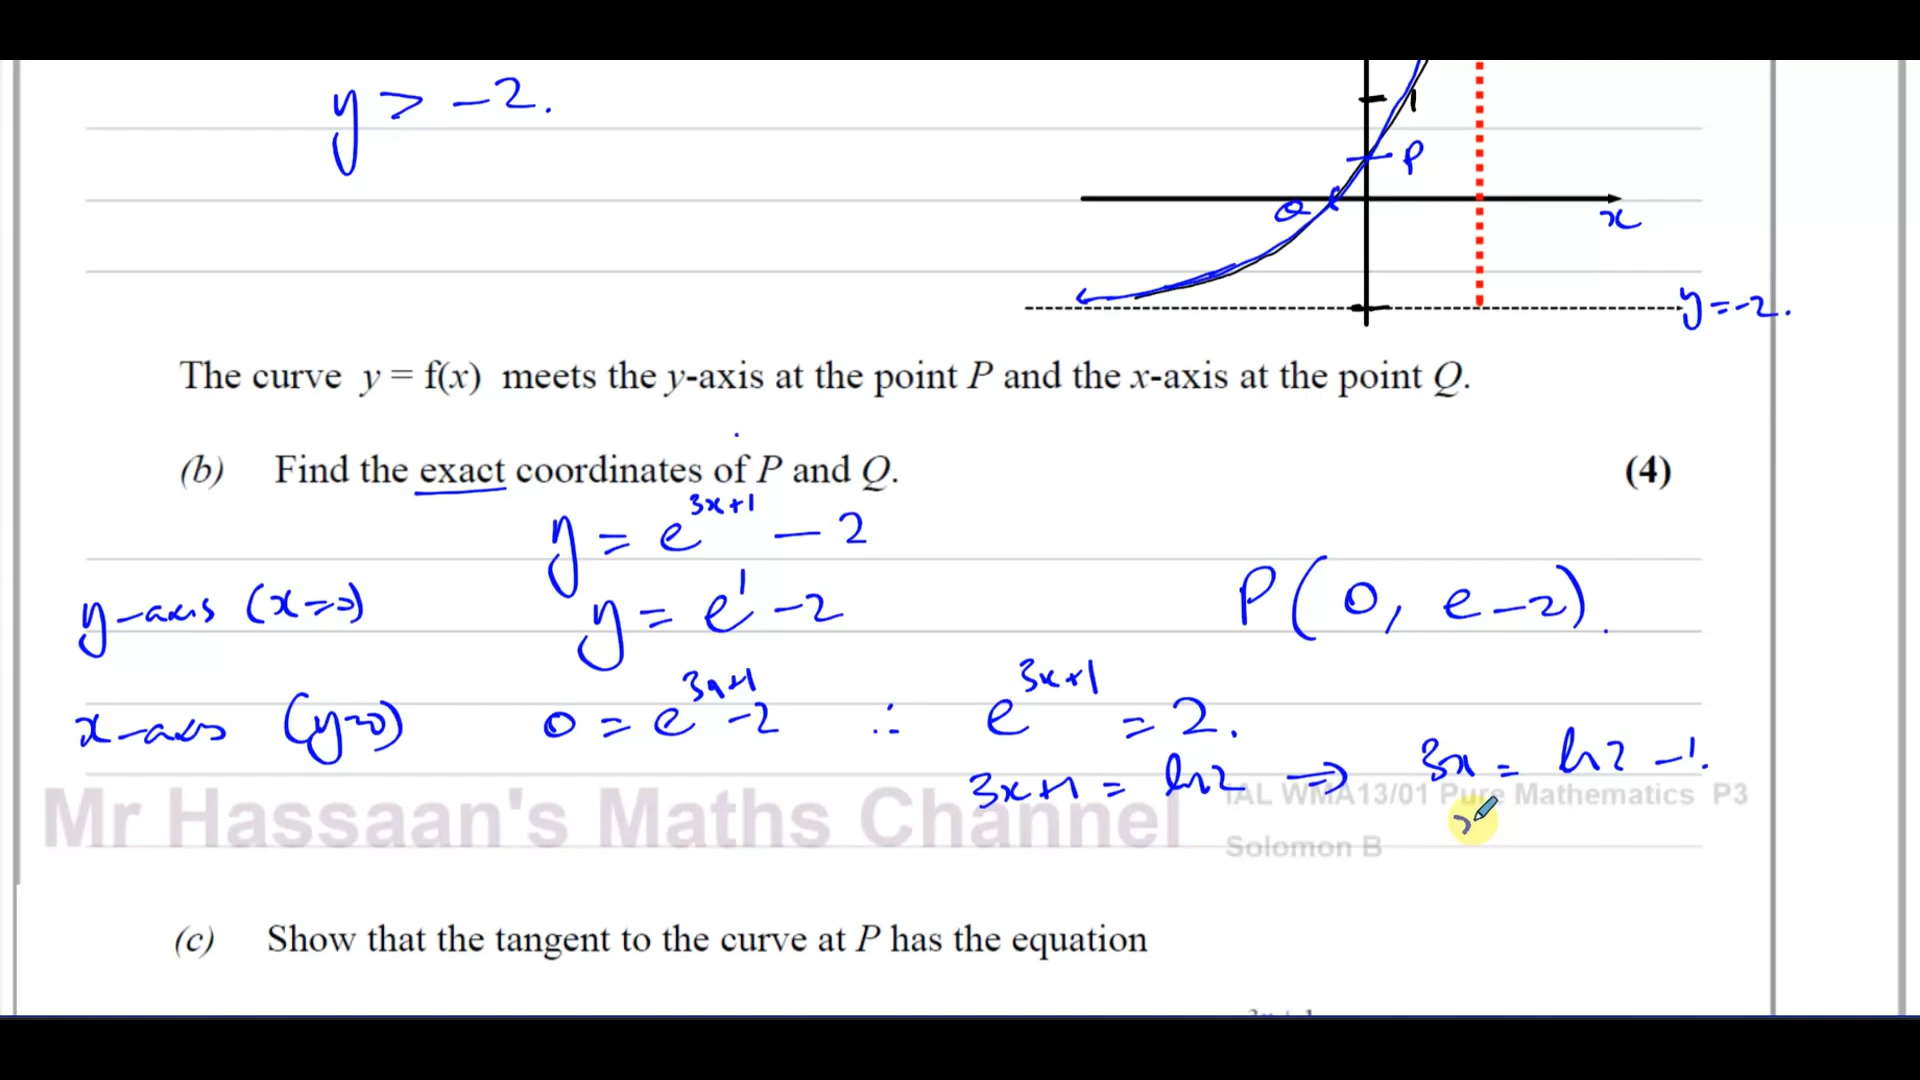 y > -2.
1
P
Q
x
y = -2.
The curve y = f(x) meets the y-axis at the point P and the x-axis at the point Q.
(b) Find the exact coordinates of P and Q. (4)
y = e^{3x+1} - 2
y-axis (x=0) y = e^1 - 2 P(0, e-2).
x-axis (y=0) 0 = e^{3x+1} - 2 ∴ e^{3x+1} = 2.
3x+1 = ln2 ⇒ 3x = ln2 - 1.
Mr Hassaan's Maths Channel
IAL WMA13/01 Pure Mathematics P3
Solomon B
(c) Show that the tangent to the curve at P has the equation